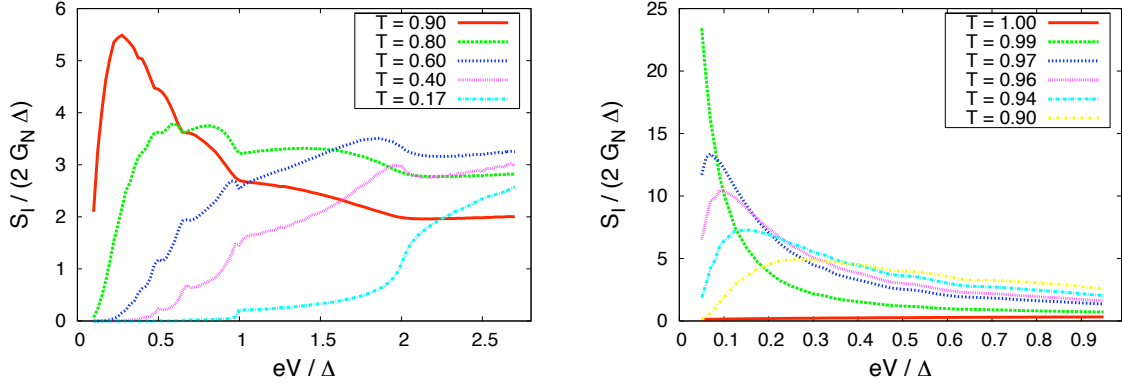 S_I / (2 G_N Δ)
6
5
4
3
2
1
0
0 0.5 1 1.5 2 2.5
eV / Δ
T = 0.90
T = 0.80
T = 0.60
T = 0.40
T = 0.17
S_I / (2 G_N Δ)
25
20
15
10
5
0
0 0.1 0.2 0.3 0.4 0.5 0.6 0.7 0.8 0.9
eV / Δ
T = 1.00
T = 0.99
T = 0.97
T = 0.96
T = 0.94
T = 0.90